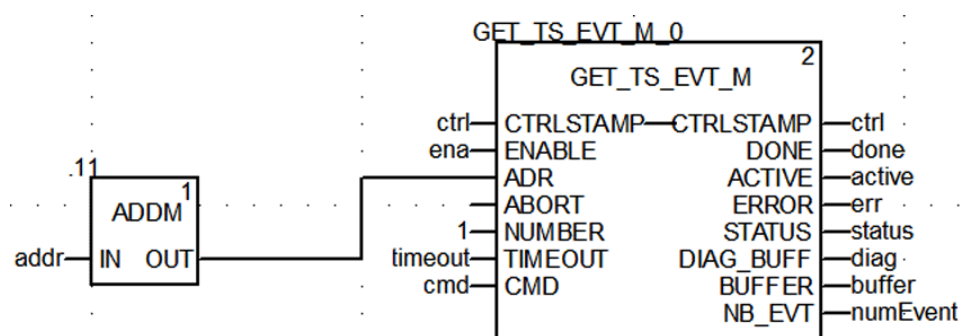 GET_TS_EVT_M_0
2
GET_TS_EVT_M
ctrl CTRLSTAMP CTRLSTAMP ctrl
ena ENABLE DONE done
.11
1
ADR ACTIVE active
ADDM
ABORT ERROR err
1 NUMBER STATUS status
addr IN OUT
timeout TIMEOUT DIAG_BUFF diag
cmd CMD BUFFER buffer
NB_EVT numEvent